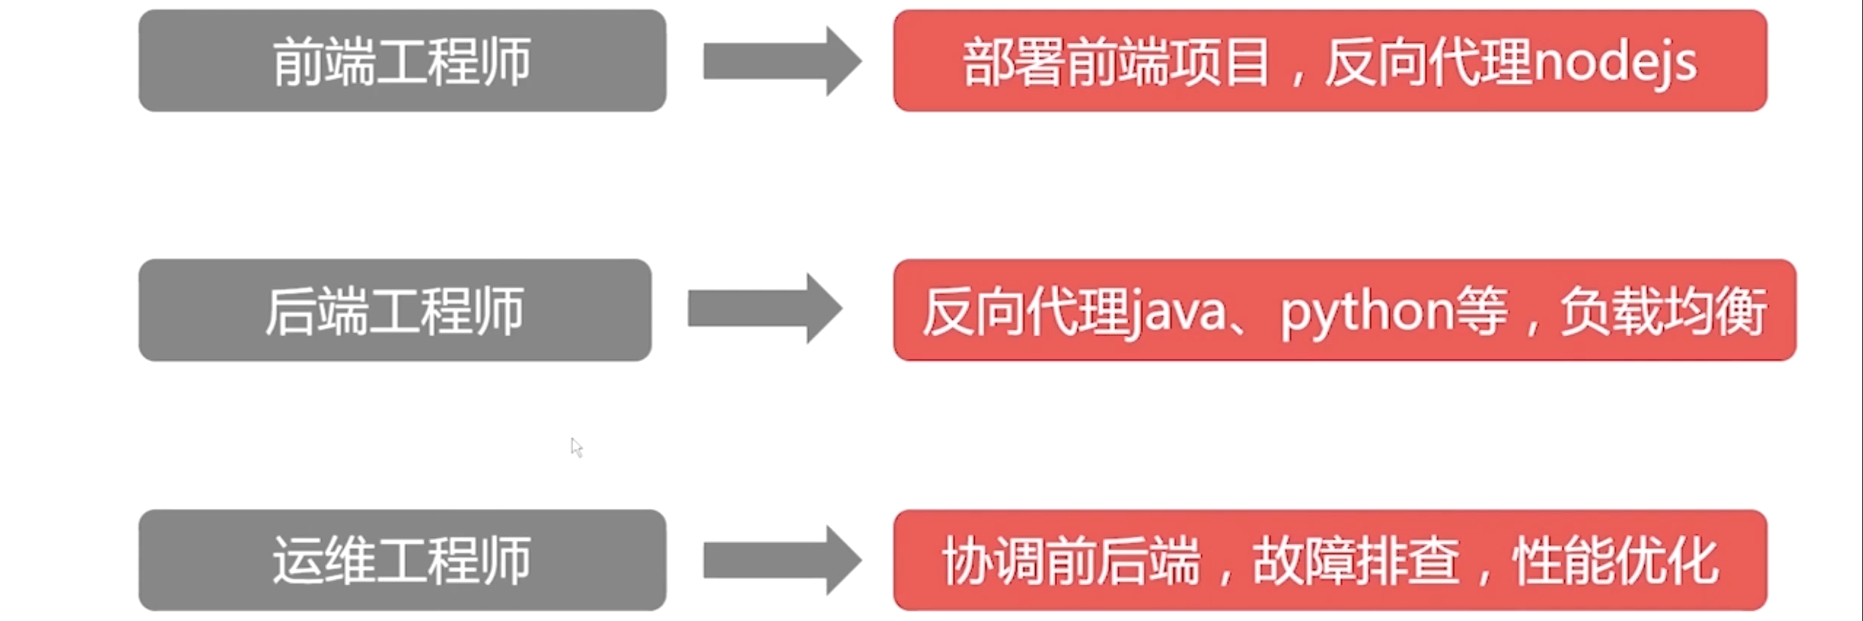 前端工程师
部署前端项目，反向代理nodejs
后端工程师
反向代理java、python等，负载均衡
运维工程师
协调前后端，故障排查，性能优化